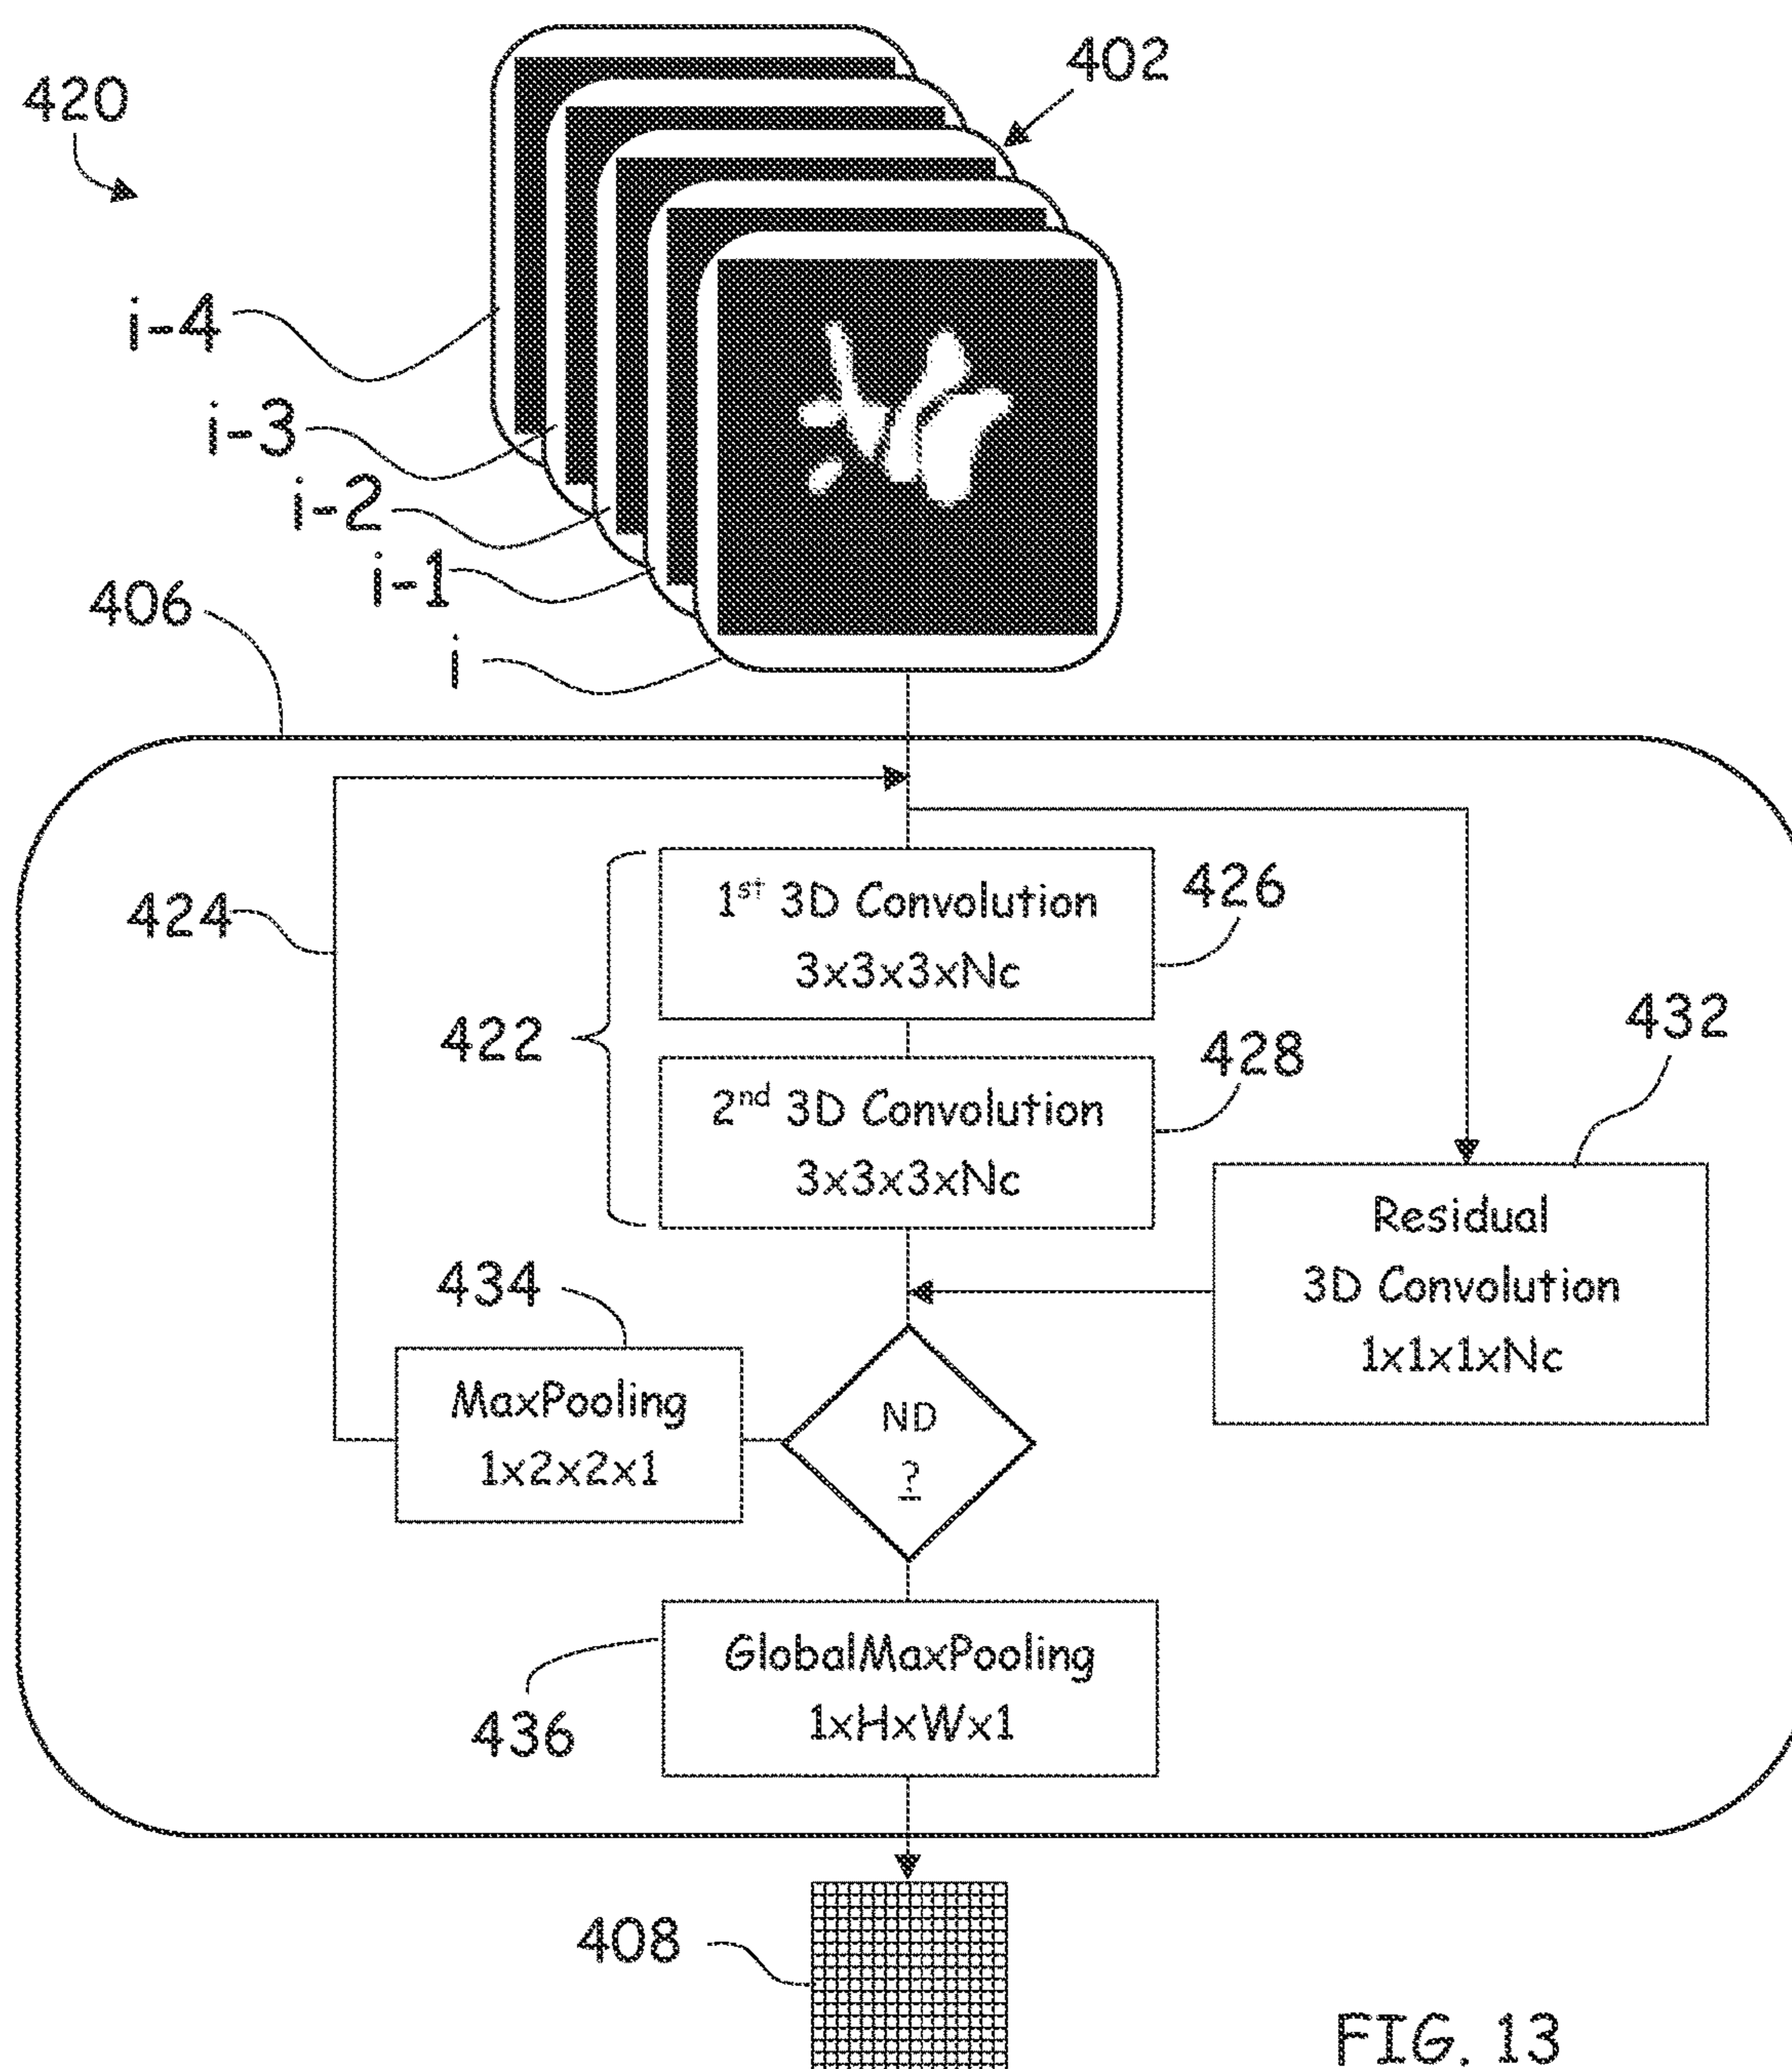 420
402
i-4
i-3
i-2
i-1
i
406
424
422
1st 3D Convolution
3x3x3xNc
426
2nd 3D Convolution
3x3x3xNc
428
432
Residual
3D Convolution
1x1x1xNc
434
MaxPooling
1x2x2x1
ND
?
GlobalMaxPooling
1xHxWx1
436
408
FIG. 13